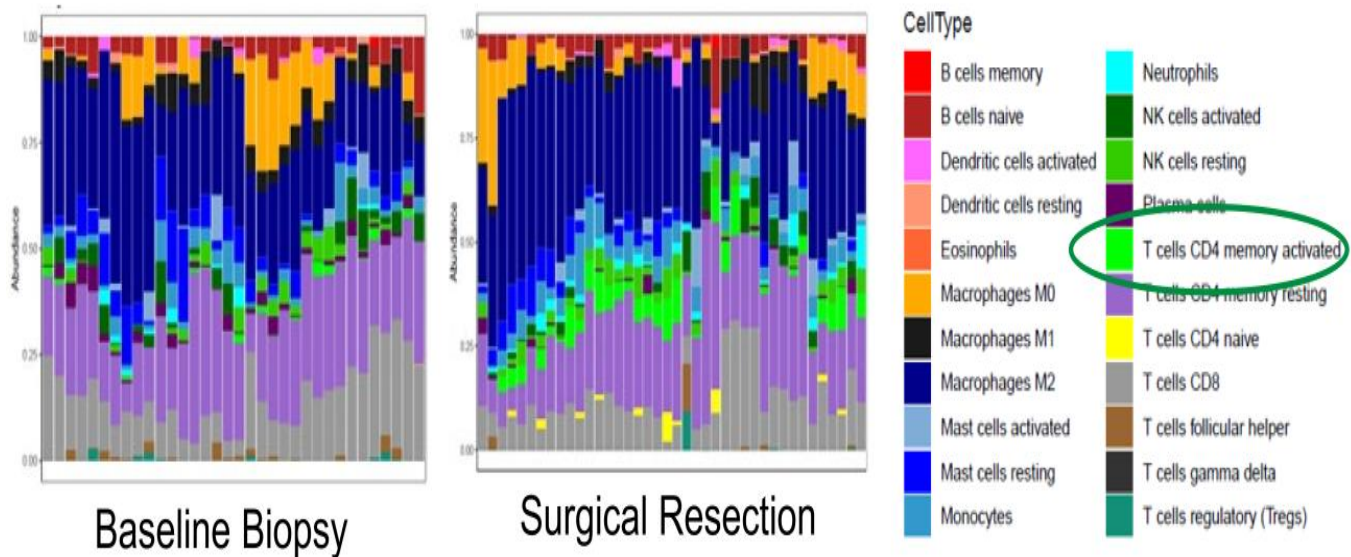 1.00
0.75
0.50
0.25
0.00
Abundance
Baseline Biopsy
1.00
0.75
0.50
0.25
0.00
Abundance
Surgical Resection
CellType
B cells memory
B cells naive
Dendritic cells activated
Dendritic cells resting
Eosinophils
Macrophages M0
Macrophages M1
Macrophages M2
Mast cells activated
Mast cells resting
Monocytes
Neutrophils
NK cells activated
NK cells resting
Plasma cells
T cells CD4 memory activated
T cells CD4 memory resting
T cells CD4 naive
T cells CD8
T cells follicular helper
T cells gamma delta
T cells regulatory (Tregs)